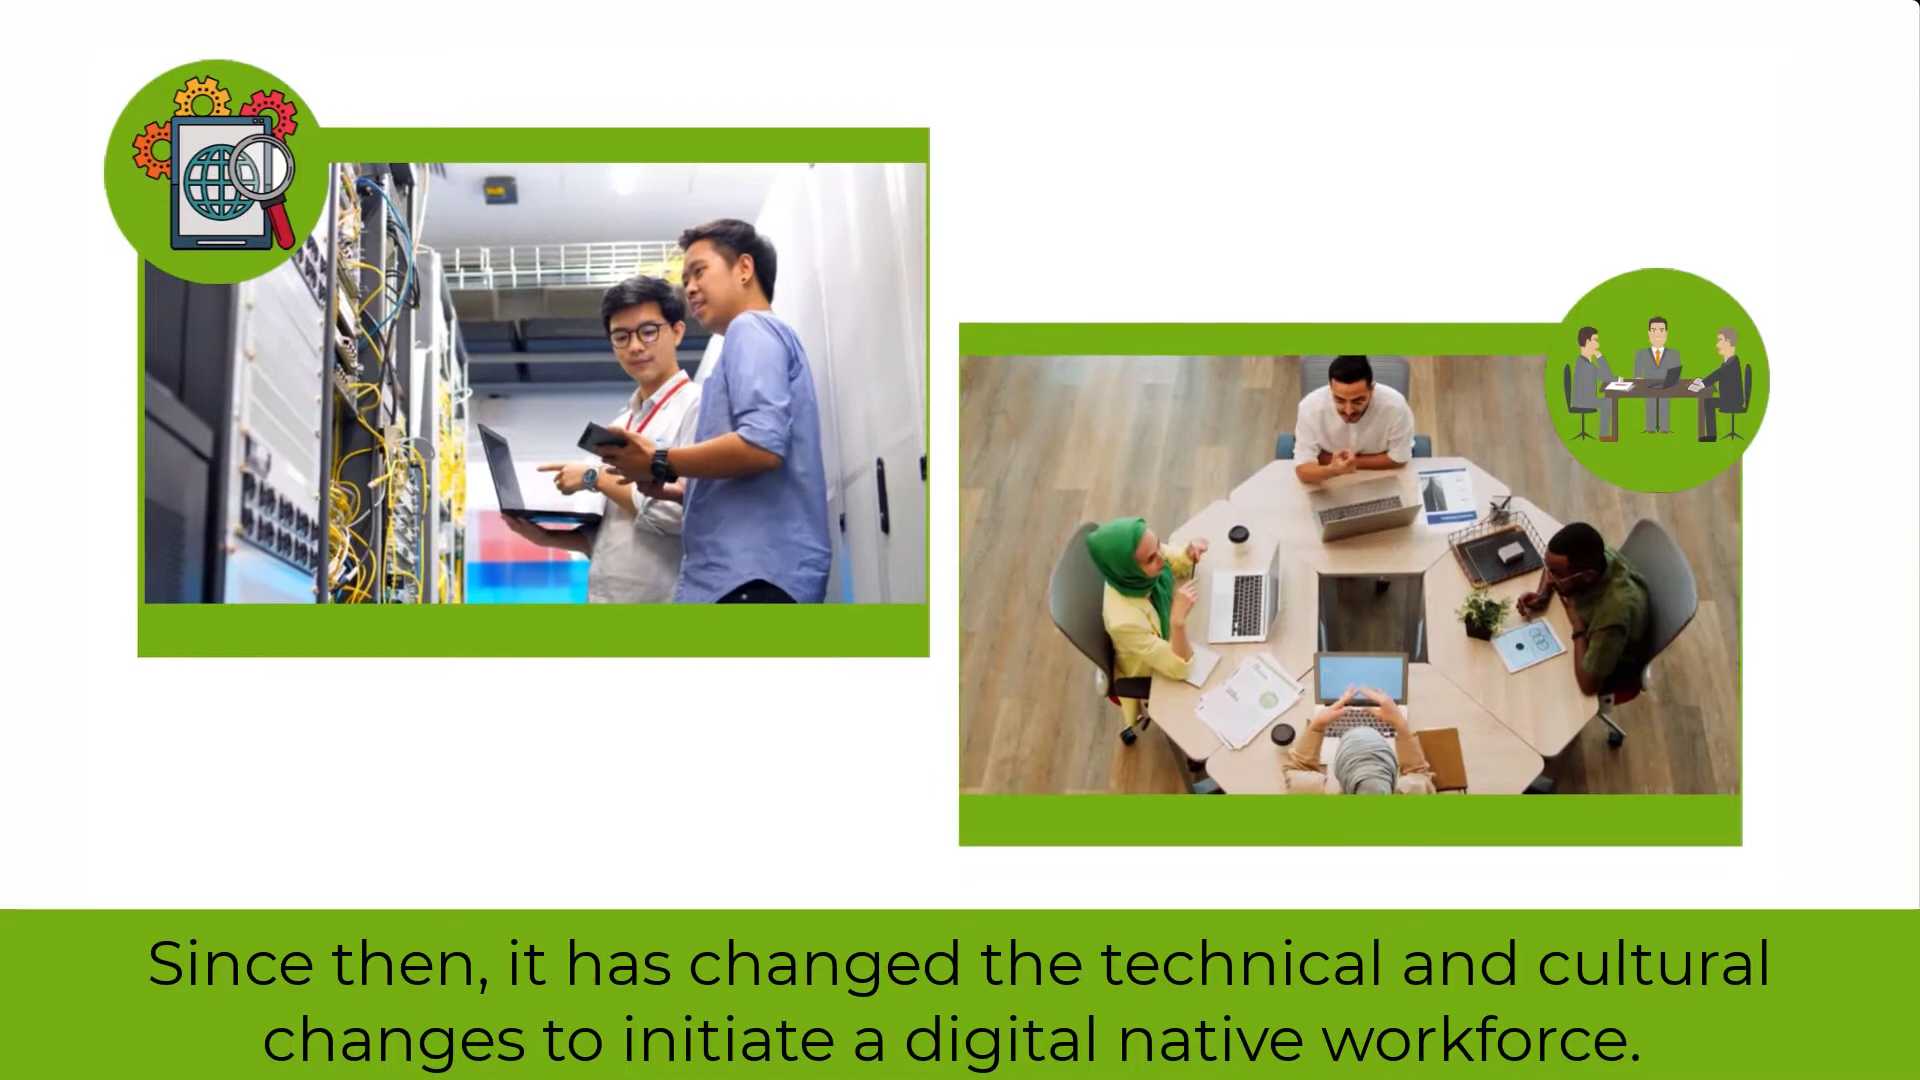 Since then, it has changed the technical and cultural
changes to initiate a digital native workforce.